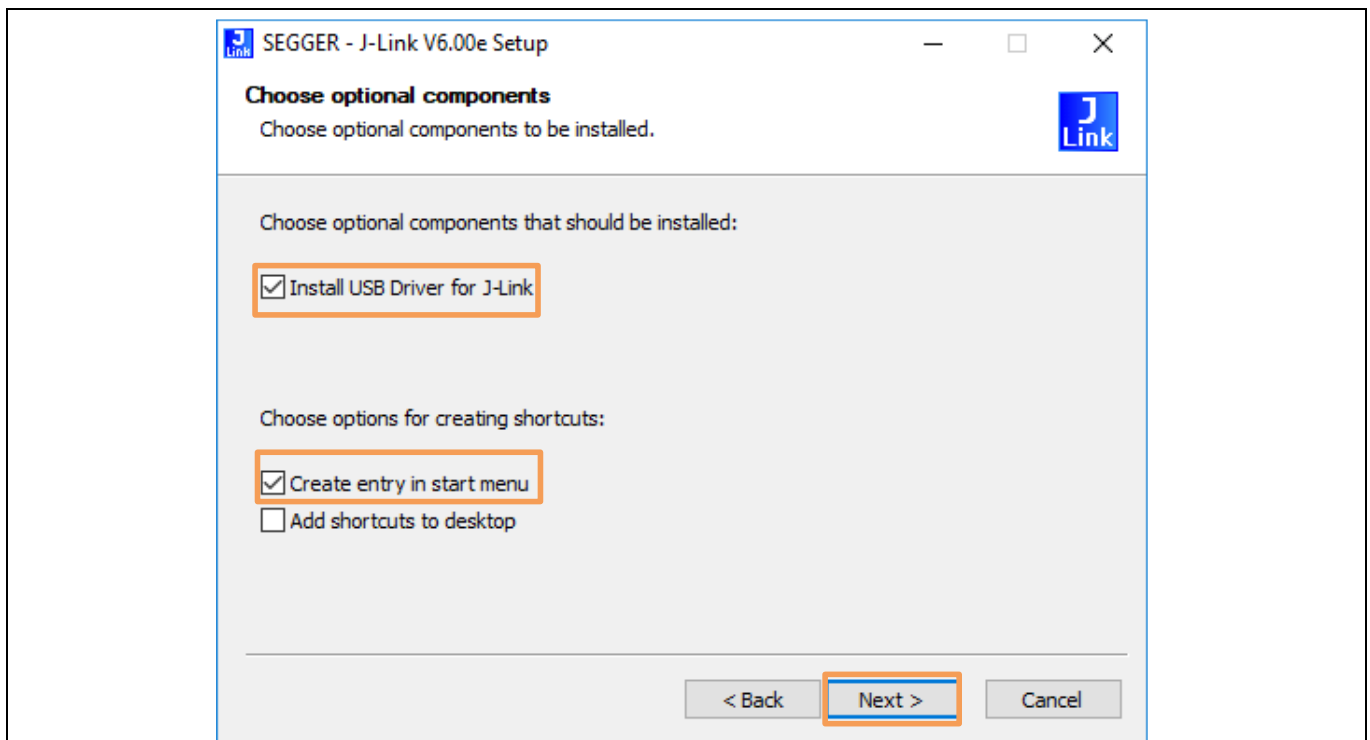 J Link
SEGGER - J-Link V6.00e Setup
Choose optional components
Choose optional components to be installed.
J
Link
Choose optional components that should be installed:
Install USB Driver for J-Link
Choose options for creating shortcuts:
Create entry in start menu
Add shortcuts to desktop
< Back
Next >
Cancel